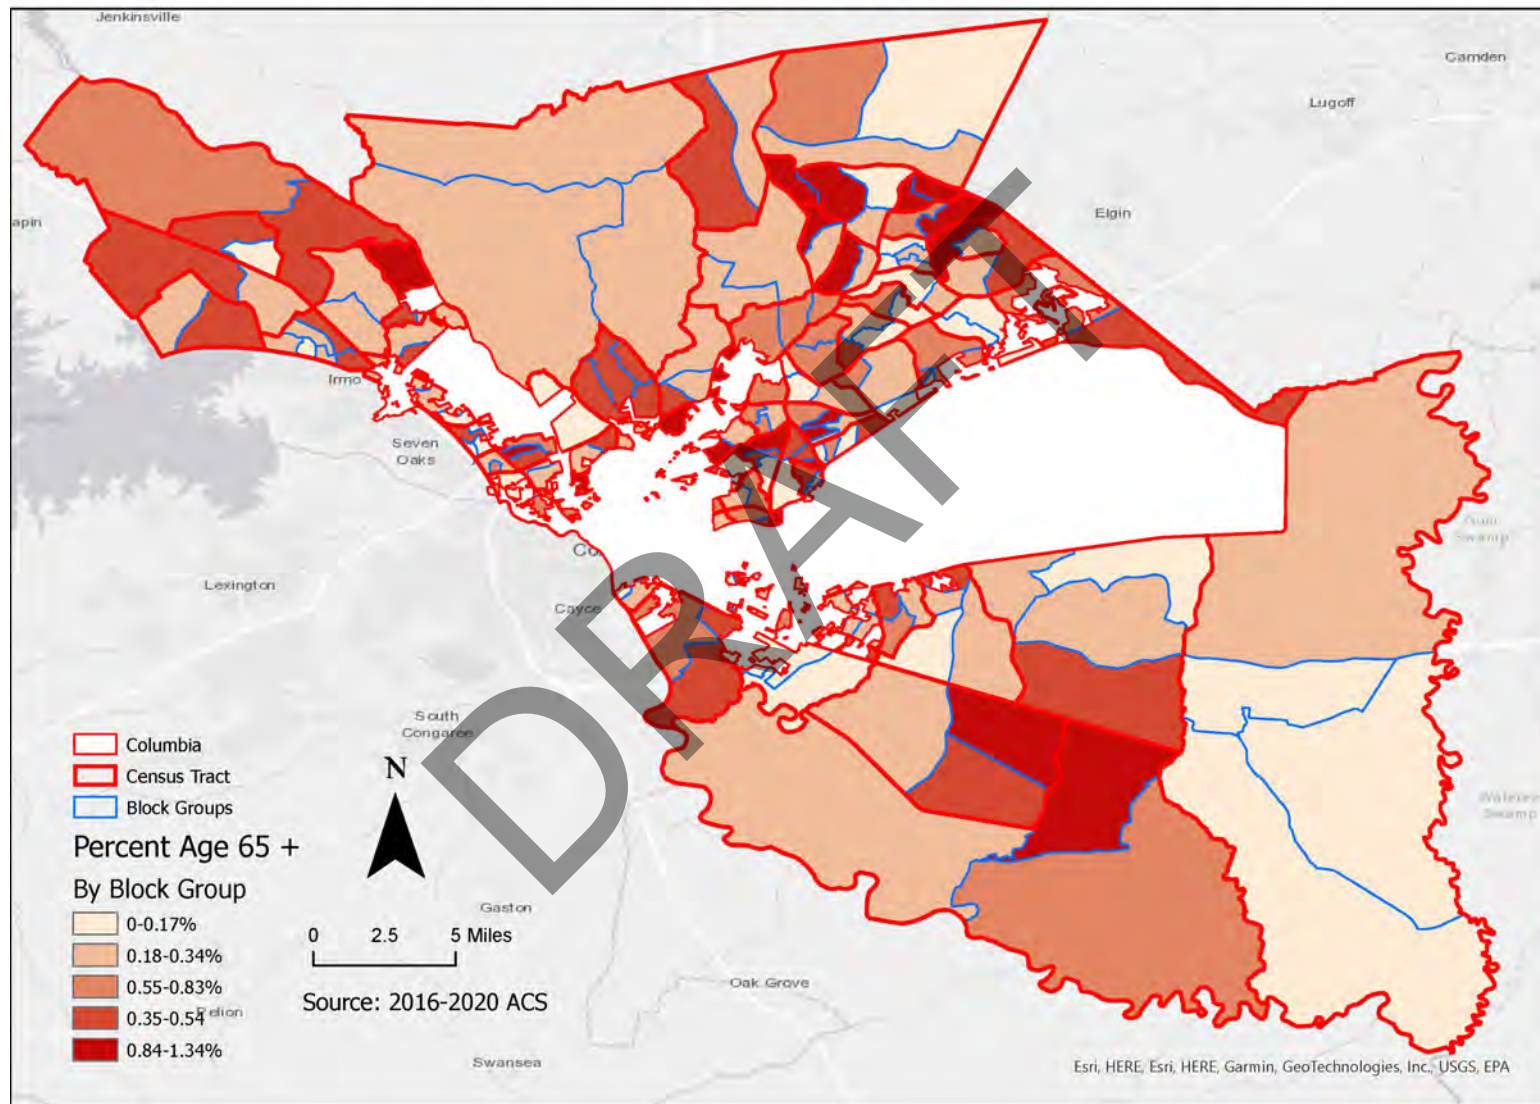 Jenkinsville
Camden
Lugoff
Elgin
apin
Irmo
Seven
Oaks
Lexington
Co
Cayce
Swamp
South
Congaree
Columbia
Census Tract
Block Groups
N
Percent Age 65 +
By Block Group
0-0.17%
0.18-0.34%
0.55-0.83%
0.35-0.54
0.84-1.34%
Pelion
0 2.5 5 Miles
Source: 2016-2020 ACS
Gaston
Oak Grove
Swansea
Swamp
Esri, HERE, Esri, HERE, Garmin, GeoTechnologies, Inc., USGS, EPA
DRAFT